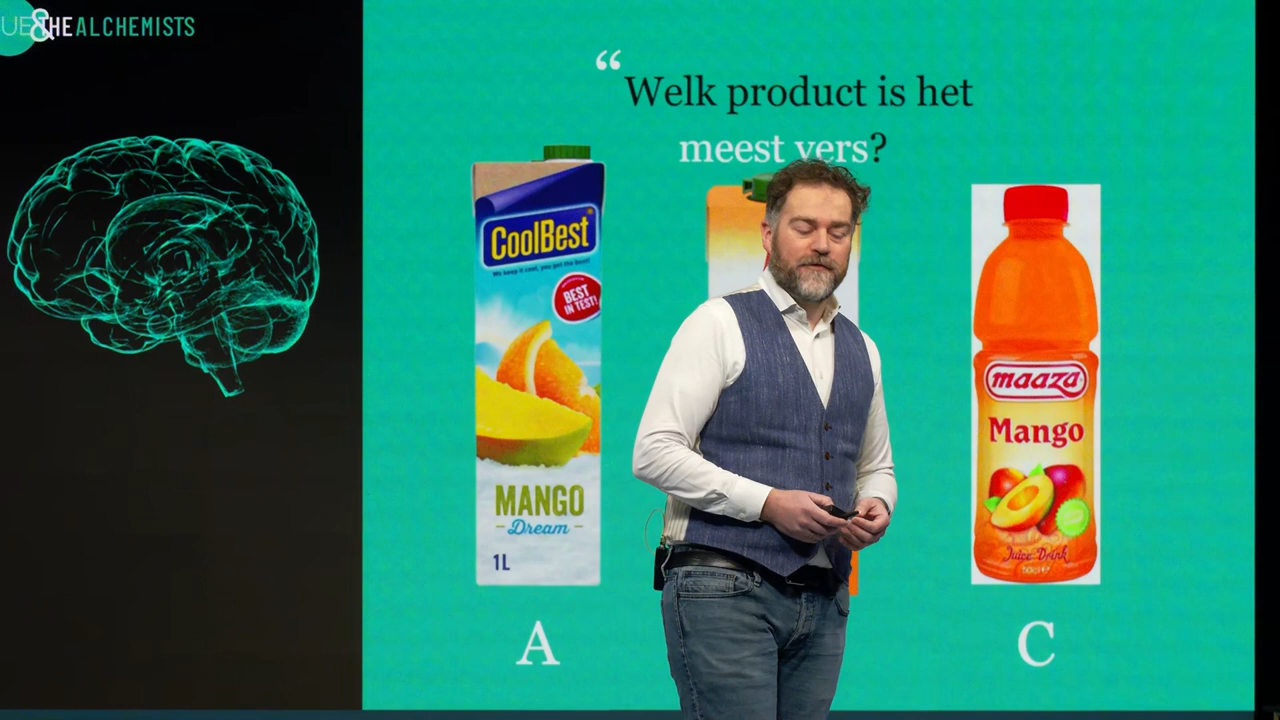 UE&THE ALCHEMISTS
“Welk product is het
meest vers?
CoolBest
We keep it cool, you get the best!
BEST
IN TEST!
MANGO
Dream
1L
maaza
Mango
Juice Drink
50cl e
A
C